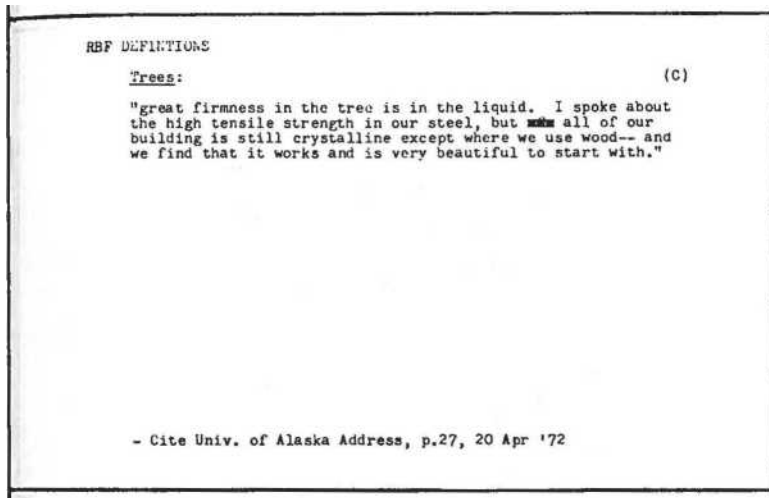 RBF DEFINITIONS
Trees: (C)
"great firmness in the tree is in the liquid. I spoke about
the high tensile strength in our steel, but all of our
building is still crystalline except where we use wood-- and
we find that it works and is very beautiful to start with."
- Cite Univ. of Alaska Address, p.27, 20 Apr '72